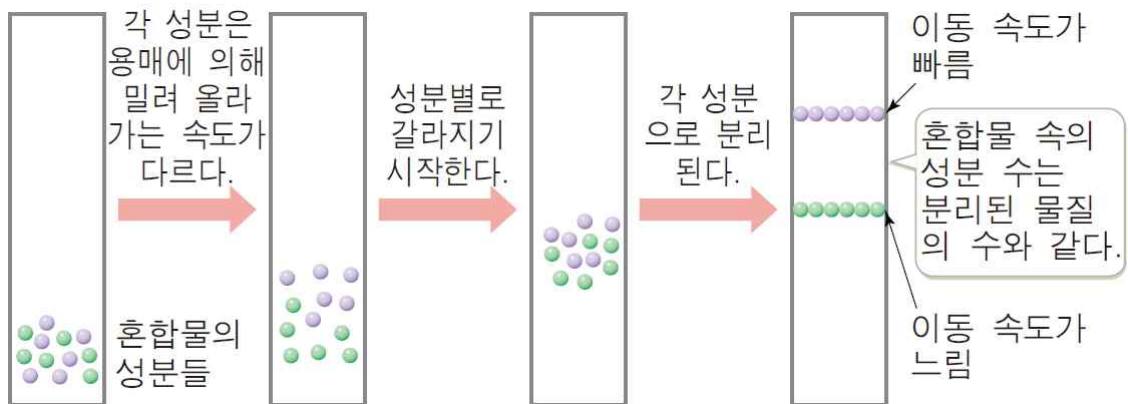 각 성분은
용매에 의해
밀려 올라
가는 속도가
다르다.
혼합물의
성분들
성분별로
갈라지기
시작한다.
각 성분
으로 분리
된다.
이동 속도가
빠름
혼합물 속의
성분 수는
분리된 물질
의 수와 같다.
이동 속도가
느림